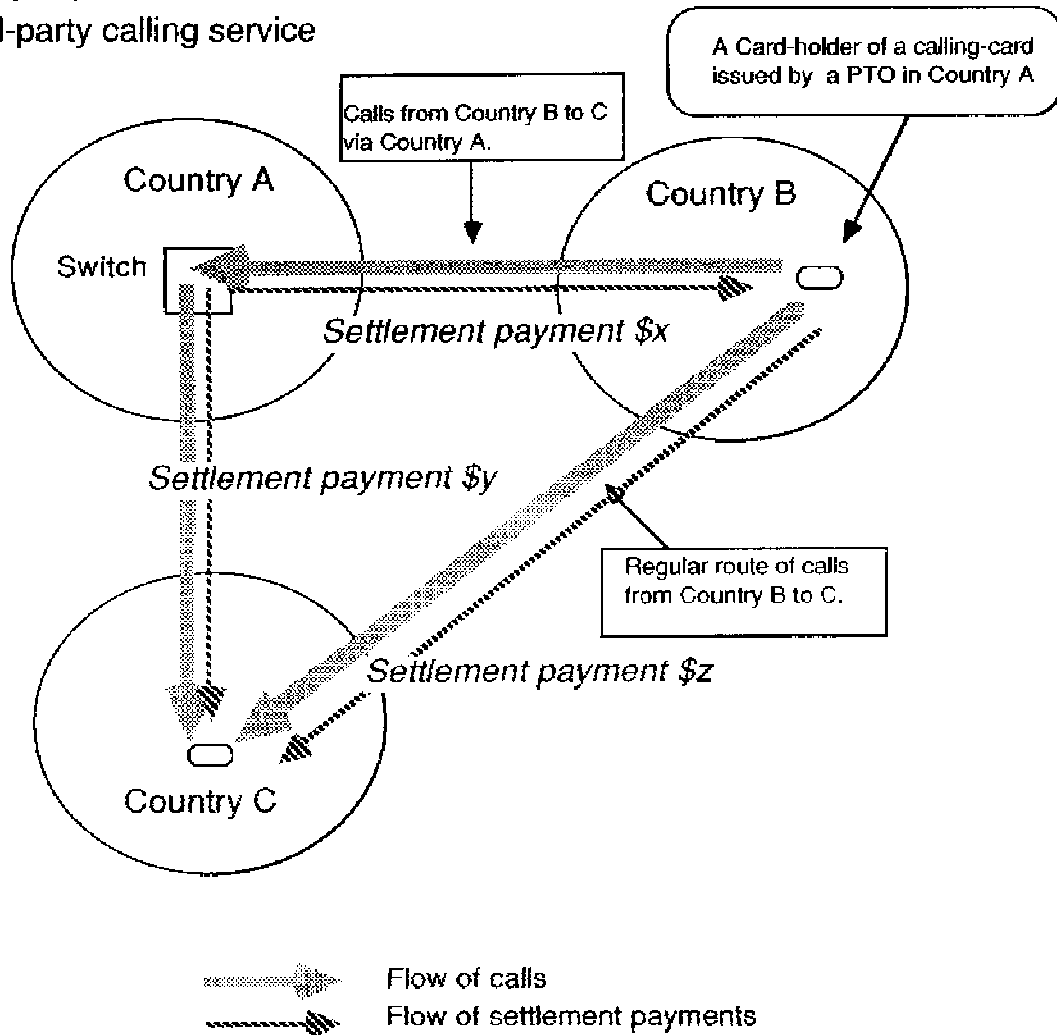 l-party calling service
A Card-holder of a calling-card
issued by a PTO in Country A
Calls from Country B to C
via Country A.
Country A
Country B
Switch
Settlement payment $x
Settlement payment $y
Regular route of calls
from Country B to C.
Settlement payment $z
Country C
Flow of calls
Flow of settlement payments